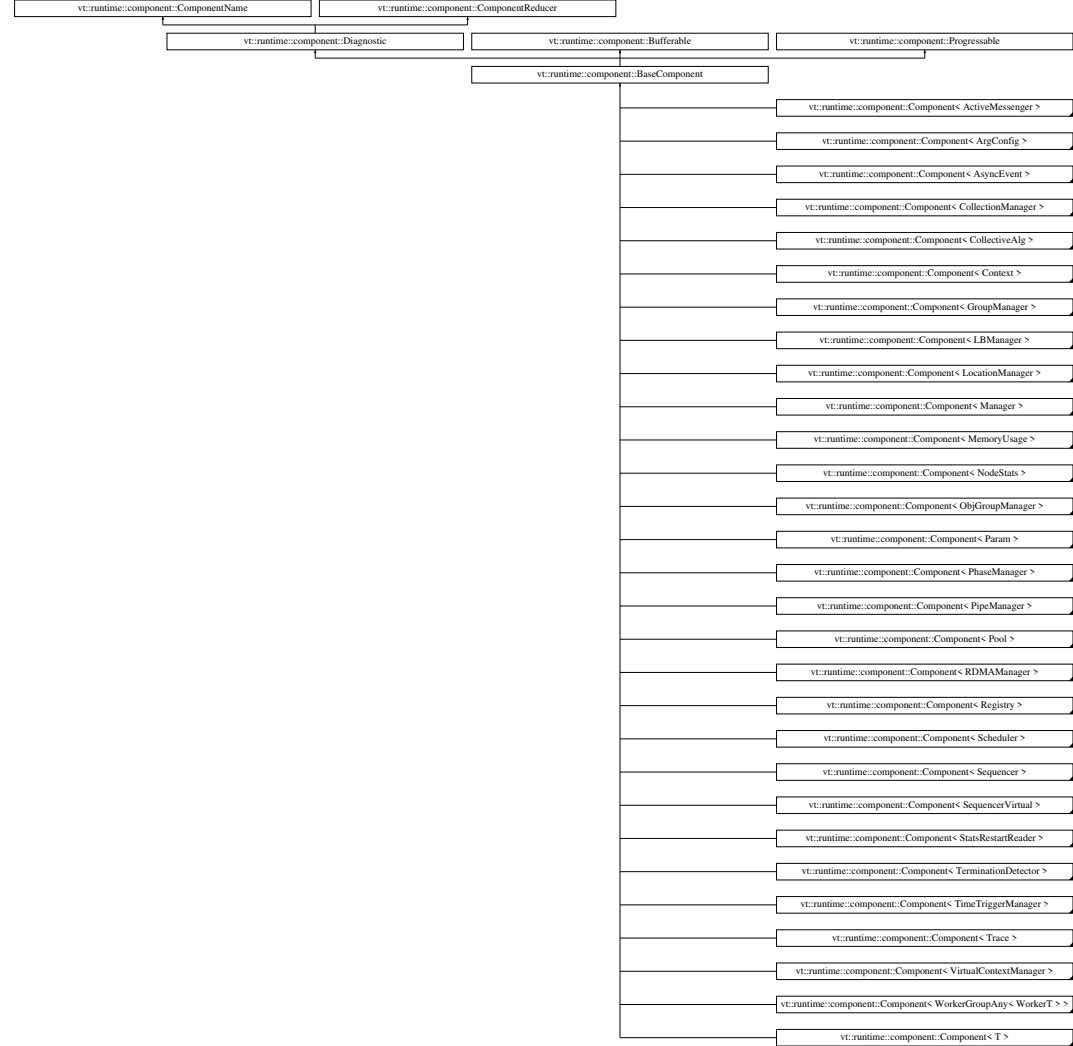 vt::runtime::component::ComponentName
vt::runtime::component::ComponentReducer
vt::runtime::component::Diagnostic
vt::runtime::component::Bufferable
vt::runtime::component::Progressable
vt::runtime::component::BaseComponent
vt::runtime::component::Component< ActiveMessenger >
vt::runtime::component::Component< ArgConfig >
vt::runtime::component::Component< AsyncEvent >
vt::runtime::component::Component< CollectionManager >
vt::runtime::component::Component< CollectiveAlg >
vt::runtime::component::Component< Context >
vt::runtime::component::Component< GroupManager >
vt::runtime::component::Component< LBManager >
vt::runtime::component::Component< LocationManager >
vt::runtime::component::Component< Manager >
vt::runtime::component::Component< MemoryUsage >
vt::runtime::component::Component< NodeStats >
vt::runtime::component::Component< ObjGroupManager >
vt::runtime::component::Component< Param >
vt::runtime::component::Component< PhaseManager >
vt::runtime::component::Component< PipeManager >
vt::runtime::component::Component< Pool >
vt::runtime::component::Component< RDMAManager >
vt::runtime::component::Component< Registry >
vt::runtime::component::Component< Scheduler >
vt::runtime::component::Component< Sequencer >
vt::runtime::component::Component< SequencerVirtual >
vt::runtime::component::Component< StatsRestartReader >
vt::runtime::component::Component< TerminationDetector >
vt::runtime::component::Component< TimeTriggerManager >
vt::runtime::component::Component< Trace >
vt::runtime::component::Component< VirtualContextManager >
vt::runtime::component::Component< WorkerGroupAny< WorkerT > >
vt::runtime::component::Component< T >